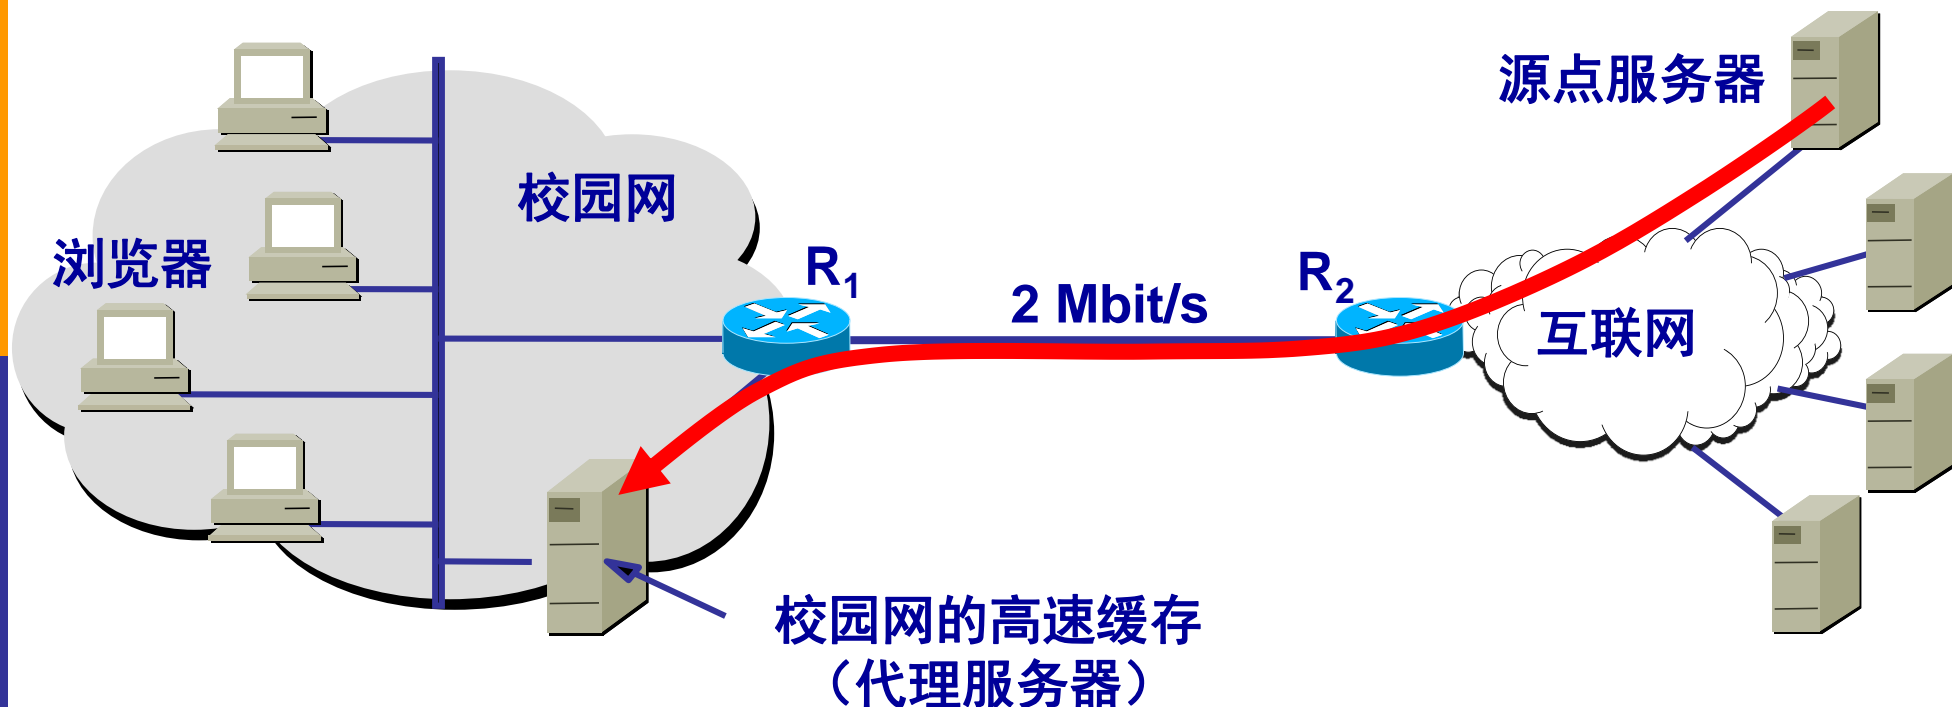 源点服务器
校园网
浏览器
R1
R2
2 Mbit/s
互联网
校园网的高速缓存
（代理服务器）